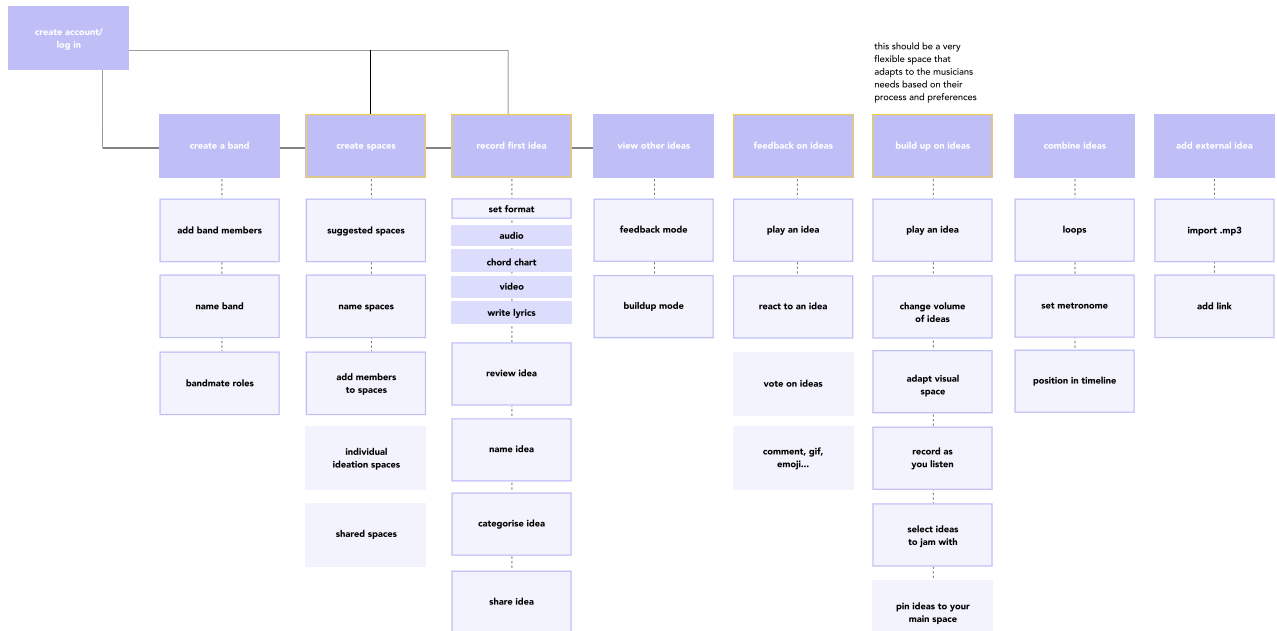 create account/
log in
this should be a very
flexible space that
adapts to the musicians
needs based on their
process and preferences
create a band
create spaces
record first idea
view other ideas
feedback on ideas
build up on ideas
combine ideas
add external idea
add band members
name band
bandmate roles
suggested spaces
name spaces
add members
to spaces
individual
ideation spaces
shared spaces
set format
audio
chord chart
video
write lyrics
review idea
name idea
categorise idea
share idea
feedback mode
buildup mode
play an idea
react to an idea
vote on ideas
comment, gif,
emoji...
play an idea
change volume
of ideas
adapt visual
space
record as
you listen
select ideas
to jam with
pin ideas to your
main space
loops
set metronome
position in timeline
import .mp3
add link